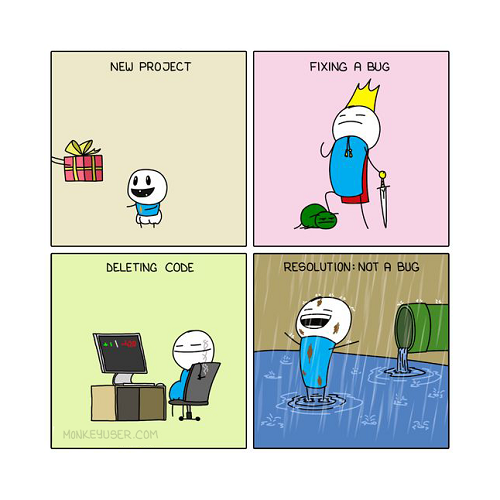 NEW PROJECT
FIXING A BUG
DELETING CODE
MONKEYUSER.COM
RESOLUTION: NOT A BUG